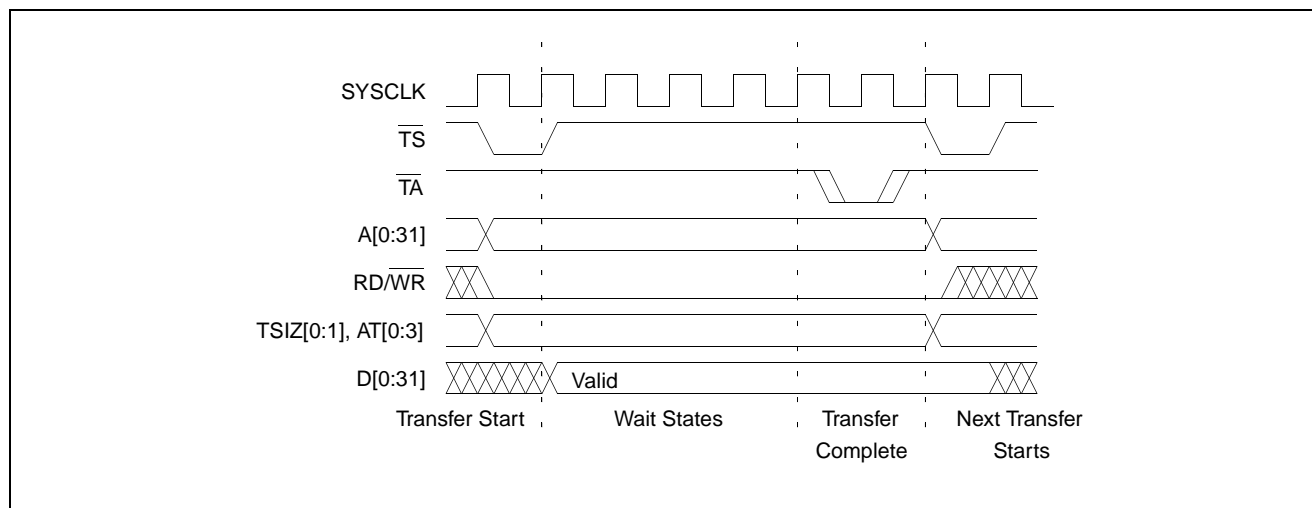 SYSCLK
TS
TA
A[0:31]
RD/WR
TSIZ[0:1], AT[0:3]
D[0:31]
Valid
Transfer Start
Wait States
Transfer
Complete
Next Transfer
Starts